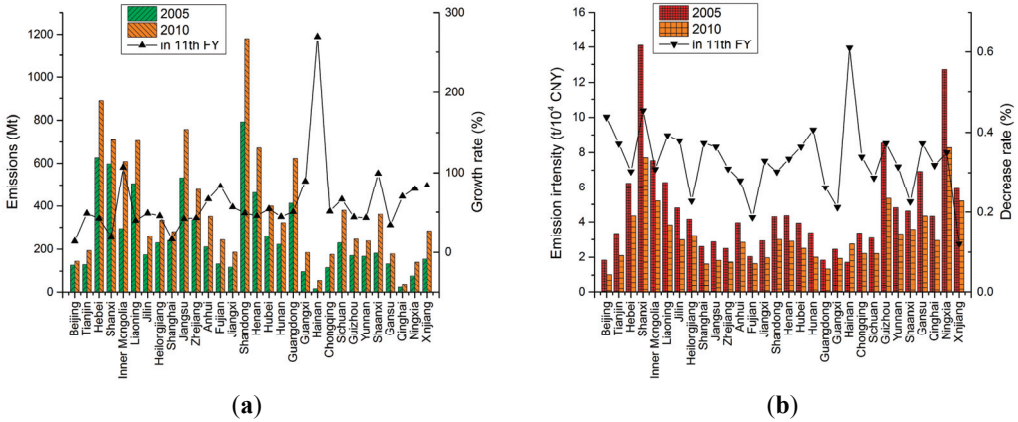 2005
2010
in 11th FY
Emissions (Mt)
1200
1000
800
600
400
200
0
300
200
100
0
Growth rate (%)
Beijing
Tianjin
Hebei
Shanxi
Inner Mongolia
Liaoning
Jilin
Heilongjiang
Shanghai
Jiangsu
Zhejiang
Anhui
Fujian
Jiangxi
Shandong
Henan
Hubei
Hunan
Guangdong
Guangxi
Hainan
Chongqing
Sichuan
Guizhou
Yunnan
Shaanxi
Gansu
Qinghai
Ningxia
Xnjiang
(a)
2005
2010
in 11th FY
Emission intensity (t/10⁴ CNY)
16
14
12
10
8
6
4
2
0
0.6
0.4
0.2
0.0
Decrease rate (%)
Beijing
Tianjin
Hebei
Shanxi
Inner Mongolia
Liaoning
Jilin
Heilongjiang
Shanghai
Jiangsu
Zhejiang
Anhui
Fujian
Jiangxi
Shandong
Henan
Hubei
Hunan
Guangdong
Guangxi
Hainan
Chongqing
Sichuan
Guizhou
Yunnan
Shaanxi
Gansu
Qinghai
Ningxia
Xnjiang
(b)